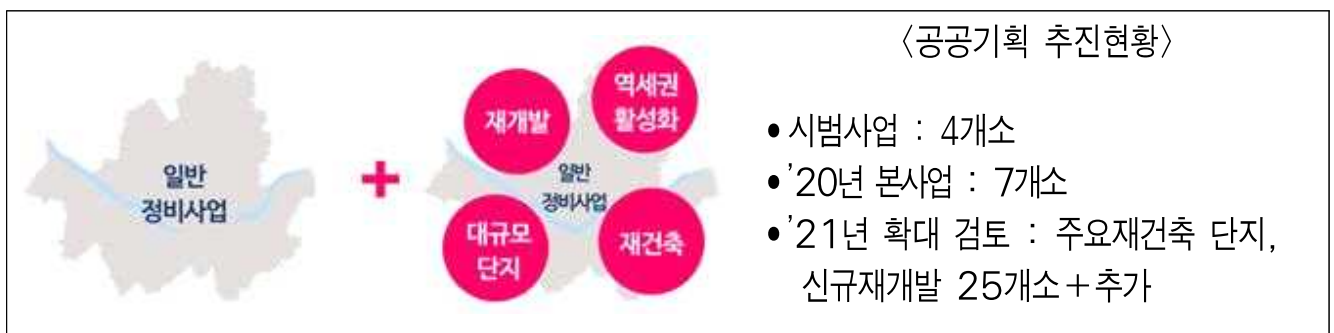 일반
정비사업
+
재개발
역세권
활성화
일반
정비사업
대규모
단지
재건축
〈공공기획 추진현황〉
• 시범사업 : 4개소
• '20년 본사업 : 7개소
• '21년 확대 검토 : 주요재건축 단지,
신규재개발 25개소+추가